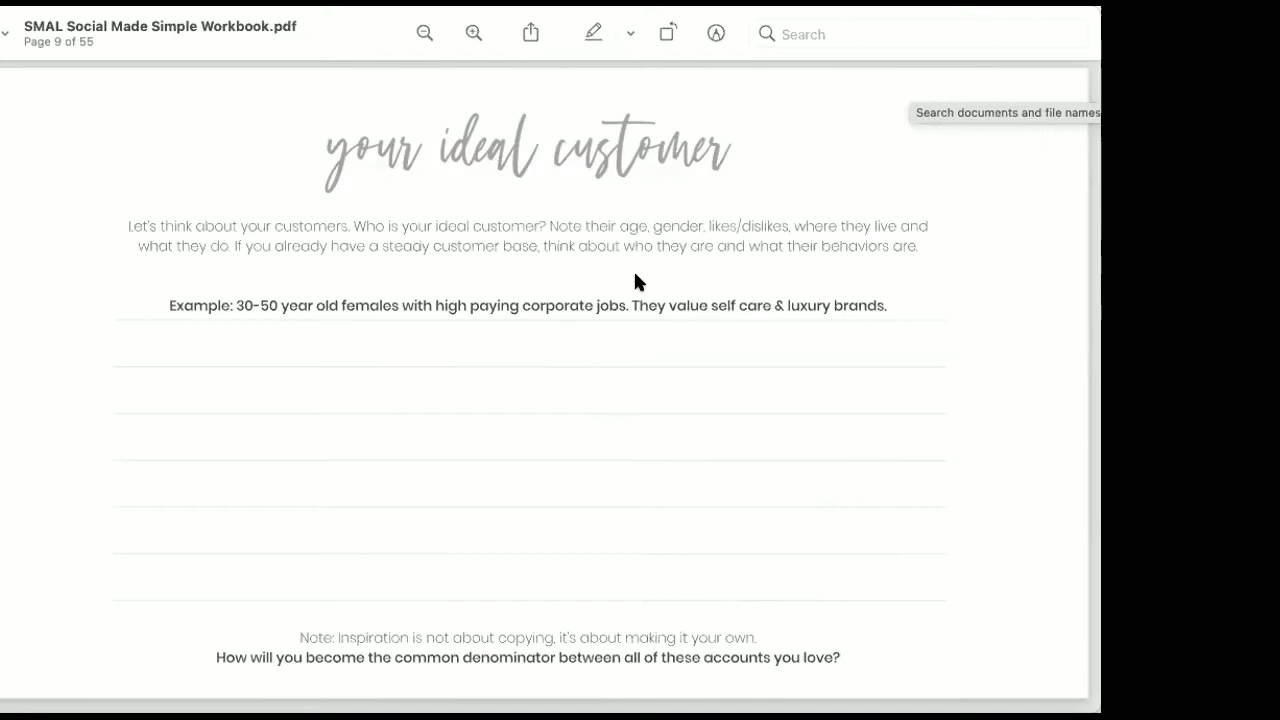 SMAL Social Made Simple Workbook.pdf
Page 9 of 55
Search
Search documents and file names
your ideal customer
Let's think about your customers. Who is your ideal customer? Note their age, gender, likes/dislikes, where they live and
what they do. If you already have a steady customer base, think about who they are and what their behaviors are.
Example: 30-50 year old females with high paying corporate jobs. They value self care & luxury brands.
Note: Inspiration is not about copying, it's about making it your own.
How will you become the common denominator between all of these accounts you love?